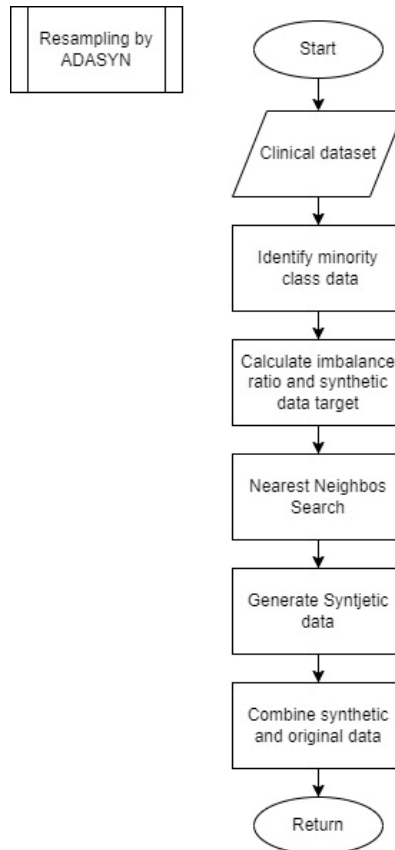 Resampling by
ADASYN
Start
Clinical dataset
Identify minority
class data
Calculate imbalance
ratio and synthetic
data target
Nearest Neighbos
Search
Generate Syntjetic
data
Combine synthetic
and original data
Return